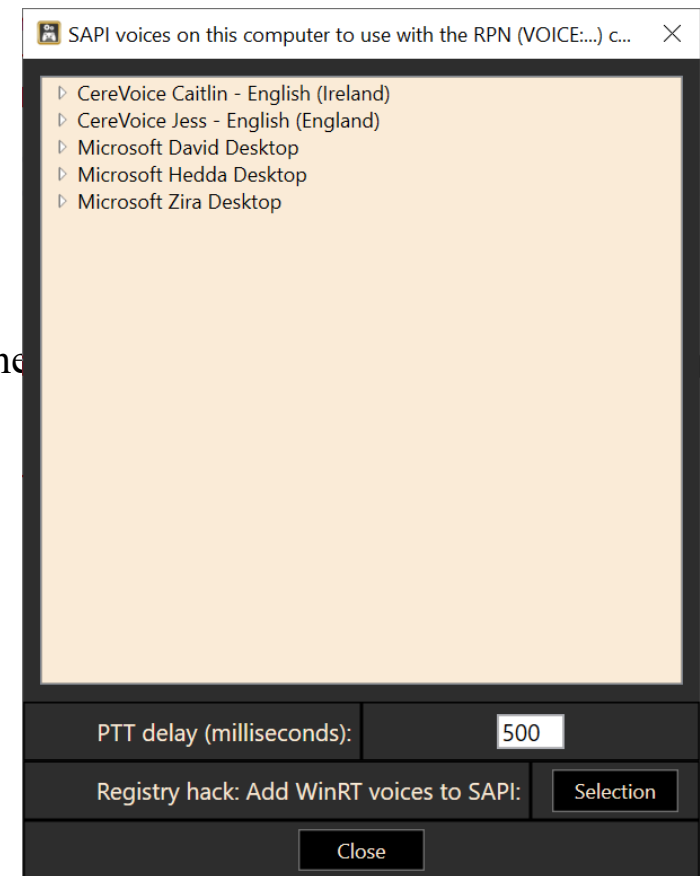 SAPI voices on this computer to use with the RPN (VOICE:...) c...
CereVoice Caitlin - English (Ireland)
CereVoice Jess - English (England)
Microsoft David Desktop
Microsoft Hedda Desktop
Microsoft Zira Desktop
PTT delay (milliseconds): 500
Registry hack: Add WinRT voices to SAPI: Selection
Close